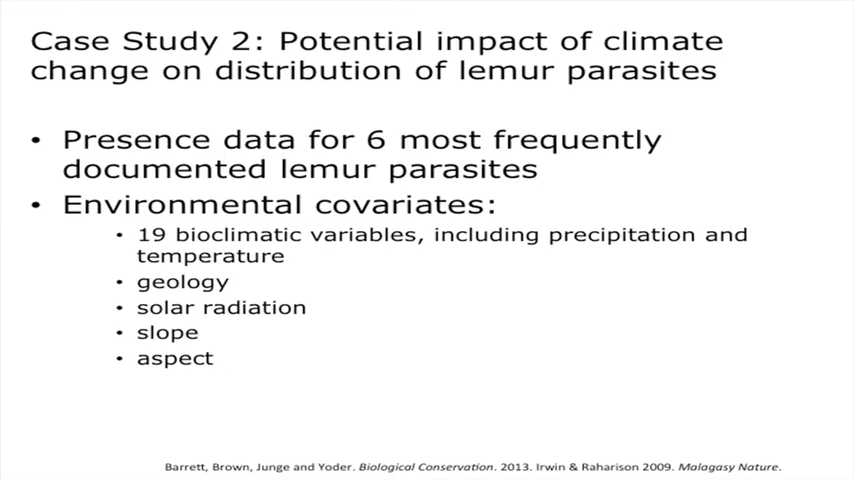 Case Study 2: Potential impact of climate
change on distribution of lemur parasites
• Presence data for 6 most frequently
documented lemur parasites
• Environmental covariates:
• 19 bioclimatic variables, including precipitation and
temperature
• geology
• solar radiation
• slope
• aspect
Barrett, Brown, Junge and Yoder. Biological Conservation. 2013. Irwin & Raharison 2009. Malagasy Nature.